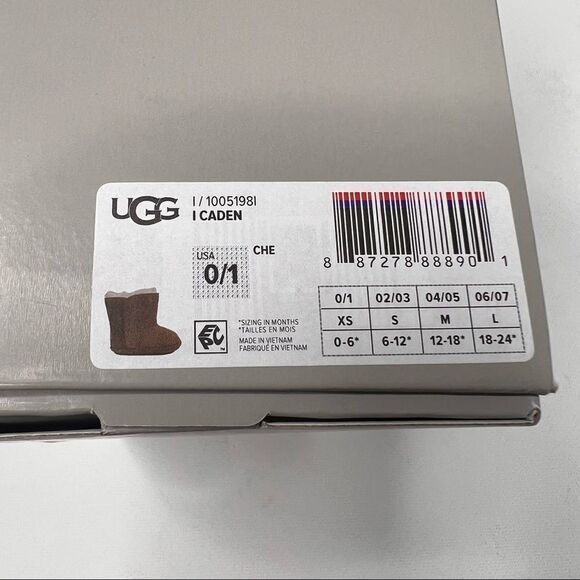 UGG
I / 1005198I
I CADEN
USA
0/1
CHE
8 87278 88890 1
*SIZING IN MONTHS
*TAILLES EN MOIS
MADE IN VIETNAM
FABRIQUÉ EN VIETNAM
EPC
TM
0/1 02/03 04/05 06/07
XS S M L
0-6* 6-12* 12-18* 18-24*